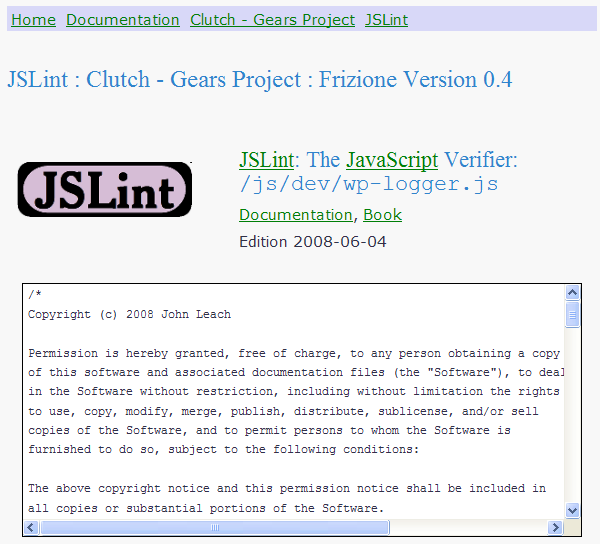 Home Documentation Clutch - Gears Project JSLint
JSLint : Clutch - Gears Project : Frizione Version 0.4
JSLint
JSLint: The JavaScript Verifier:
/js/dev/wp-logger.js
Documentation, Book
Edition 2008-06-04
/*
Copyright (c) 2008 John Leach
Permission is hereby granted, free of charge, to any person obtaining a copy
of this software and associated documentation files (the "Software"), to deal
in the Software without restriction, including without limitation the rights
to use, copy, modify, merge, publish, distribute, sublicense, and/or sell
copies of the Software, and to permit persons to whom the Software is
furnished to do so, subject to the following conditions:
The above copyright notice and this permission notice shall be included in
all copies or substantial portions of the Software.